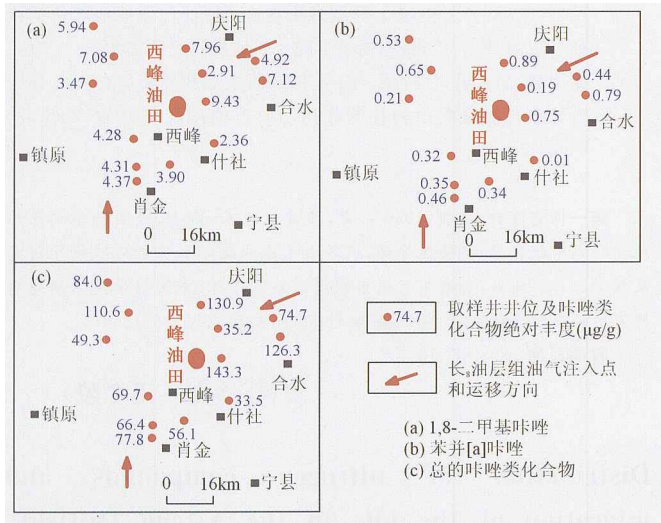 (a)
庆阳
5.94
7.96
7.08
4.92
2.91
7.12
3.47
9.43
西峰油田
合水
4.28
西峰
2.36
镇原
什社
4.31
3.90
4.37
肖金
0 16km
宁县
(b)
庆阳
0.53
0.89
0.65
0.44
0.19
0.79
0.21
0.75
西峰油田
合水
0.32
西峰
0.01
镇原
什社
0.35
0.34
0.46
肖金
0 16km
宁县
(c)
庆阳
84.0
130.9
110.6
74.7
35.2
49.3
126.3
143.3
西峰油田
合水
69.7
西峰
33.5
镇原
什社
66.4
56.1
77.8
肖金
0 16km
宁县
74.7
取样井井位及咔唑类
化合物绝对丰度(μg/g)
长₈油层组油气注入点
和运移方向
(a) 1,8-二甲基咔唑
(b) 苯并[a]咔唑
(c) 总的咔唑类化合物